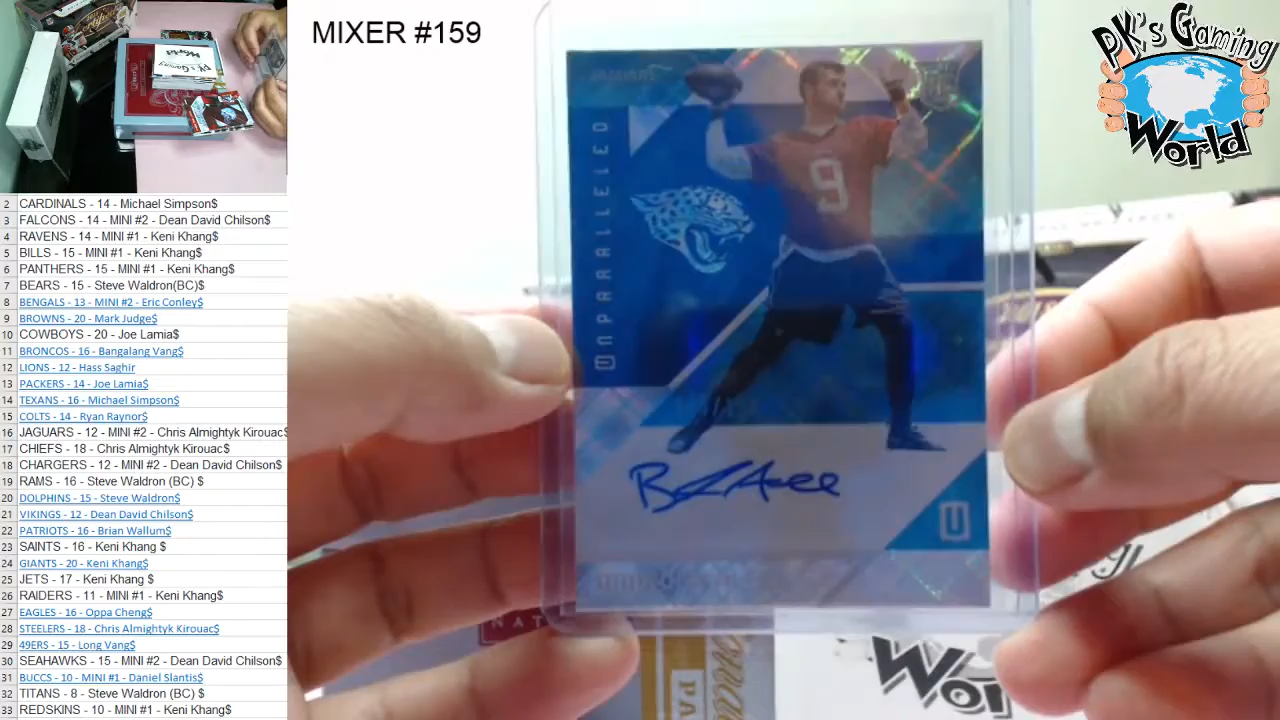 MIXER #159
PK's Gaming
World
2 CARDINALS - 14 - Michael Simpson$
3 FALCONS - 14 - MINI #2 - Dean David Chilson$
4 RAVENS - 14 - MINI #1 - Keni Khang$
5 BILLS - 15 - MINI #1 - Keni Khang$
6 PANTHERS - 15 - MINI #1 - Keni Khang$
7 BEARS - 15 - Steve Waldron(BC)$
8 BENGALS - 13 - MINI #2 - Eric Conley$
9 BROWNS - 20 - Mark Judge$
10 COWBOYS - 20 - Joe Lamia$
11 BRONCOS - 16 - Bangalang Vang$
12 LIONS - 12 - Hass Saghir
13 PACKERS - 14 - Joe Lamia$
14 TEXANS - 16 - Michael Simpson$
15 COLTS - 14 - Ryan Raynor$
16 JAGUARS - 12 - MINI #2 - Chris Almightyk Kirouac$
17 CHIEFS - 18 - Chris Almightyk Kirouac$
18 CHARGERS - 12 - MINI #2 - Dean David Chilson$
19 RAMS - 16 - Steve Waldron (BC) $
20 DOLPHINS - 15 - Steve Waldron$
21 VIKINGS - 12 - Dean David Chilson$
22 PATRIOTS - 16 - Brian Wallum$
23 SAINTS - 16 - Keni Khang $
24 GIANTS - 20 - Keni Khang$
25 JETS - 17 - Keni Khang $
26 RAIDERS - 11 - MINI #1 - Keni Khang$
27 EAGLES - 16 - Oppa Cheng$
28 STEELERS - 18 - Chris Almightyk Kirouac$
29 49ERS - 15 - Long Vang$
30 SEAHAWKS - 15 - MINI #2 - Dean David Chilson$
31 BUCCS - 10 - MINI #1 - Daniel Slantis$
32 TITANS - 8 - Steve Waldron (BC) $
33 REDSKINS - 10 - MINI #1 - Keni Khang$
UNPARALLELED
9
U